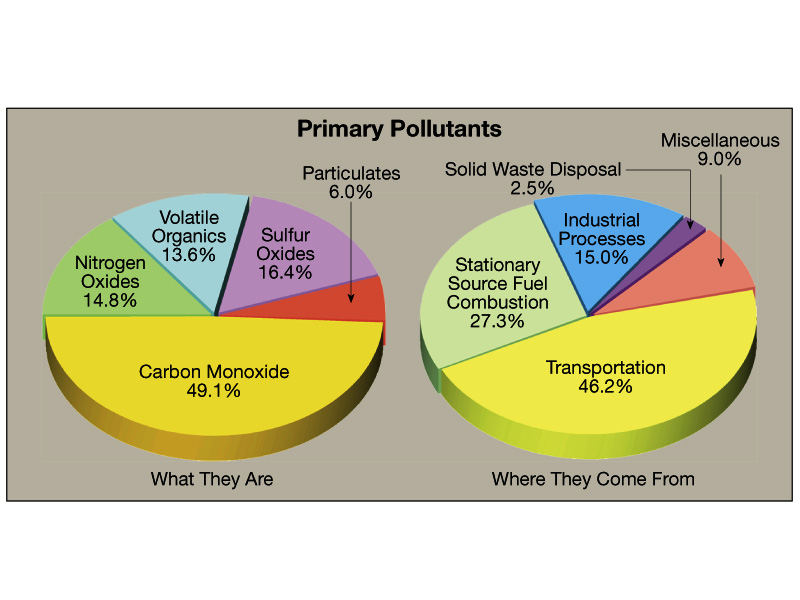 Primary Pollutants
Particulates
6.0%
Volatile
Organics
13.6%
Sulfur
Oxides
16.4%
Nitrogen
Oxides
14.8%
Carbon Monoxide
49.1%
What They Are
Miscellaneous
9.0%
Solid Waste Disposal
2.5%
Industrial
Processes
15.0%
Stationary
Source Fuel
Combustion
27.3%
Transportation
46.2%
Where They Come From